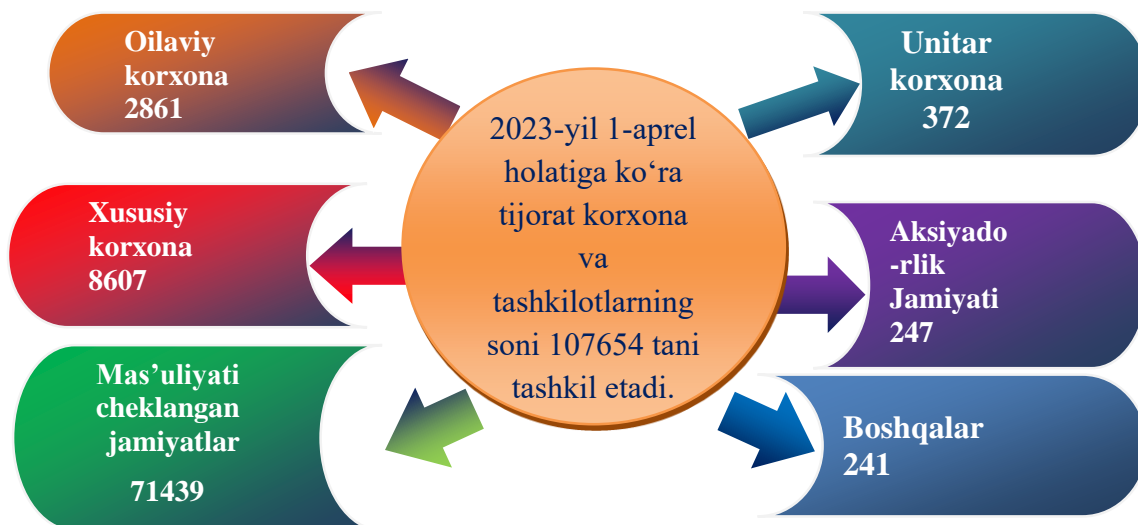 Oilaviy
korxona
2861
Xususiy
korxona
8607
Mas’uliyati
cheklangan
jamiyatlar
71439
2023-yil 1-aprel
holatiga ko‘ra
tijorat korxona
va
tashkilotlarning
soni 107654 tani
tashkil etadi.
Unitar
korxona
372
Aksiyado
-rlik
Jamiyati
247
Boshqalar
241